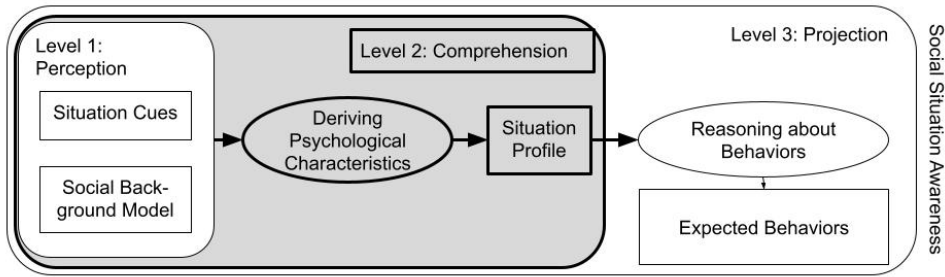 Level 1:
Perception
Situation Cues
Social Back-
ground Model
Level 2: Comprehension
Deriving
Psychological
Characteristics
Situation
Profile
Level 3: Projection
Reasoning about
Behaviors
Expected Behaviors
Social Situation Awareness